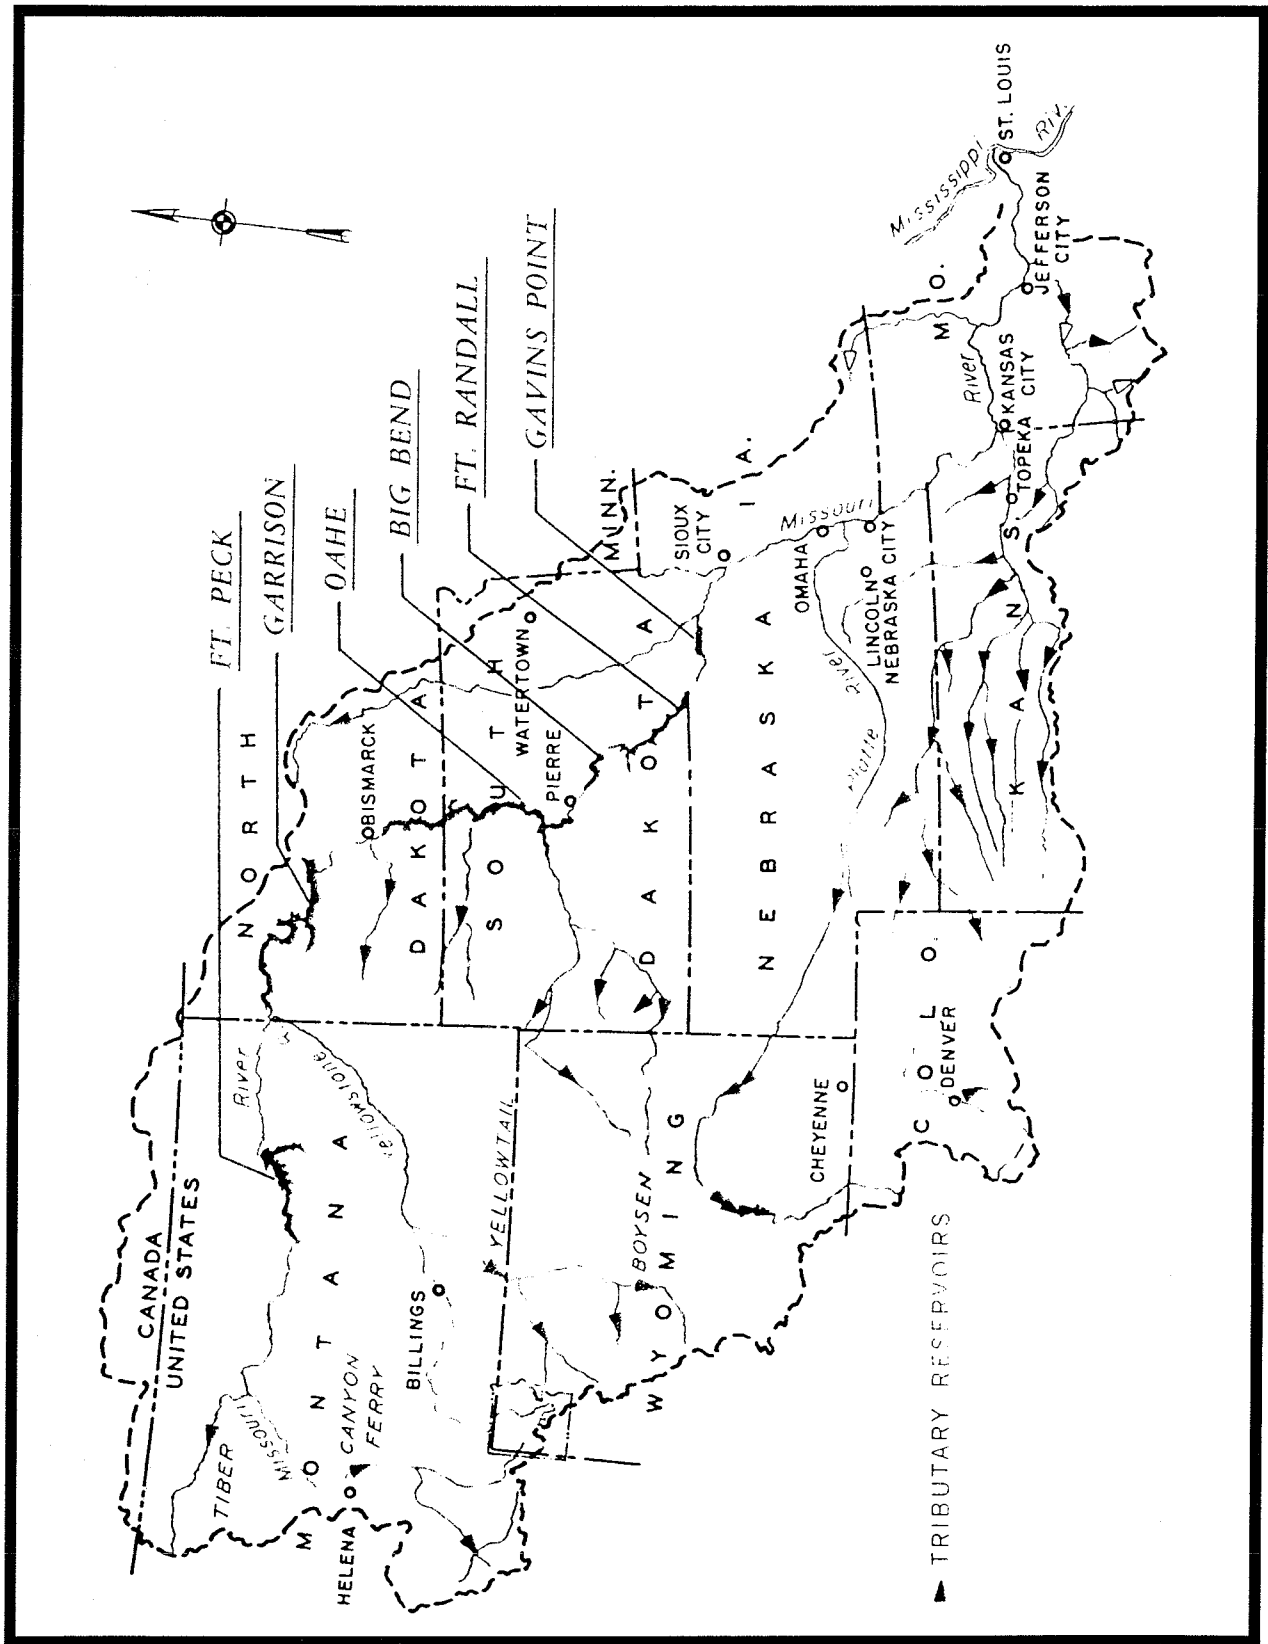 FT. PECK
GARRISON
OAHE
BIG BEND
FT. RANDALL
GAVINS POINT
CANADA
UNITED STATES
TIBER
Missouri
River
MONTANA
HELENA
CANYON
FERRY
BILLINGS
Yellowstone
R
YELLOWTAIL
BOYSEN
WYOMING
CHEYENNE
NORTH
DAKOTA
BISMARCK
SOUTH
DAKOTA
WATERTOWN
PIERRE
MINN.
SIOUX
CITY
IA.
NEBRASKA
OMAHA
Missouri
LINCOLN
NEBRASKA CITY
Platte
River
COLO.
DENVER
KANSAS
TOPEKA
KANSAS
CITY
River
MO.
JEFFERSON
CITY
Mississippi
Riv.
ST. LOUIS
TRIBUTARY RESERVOIRS